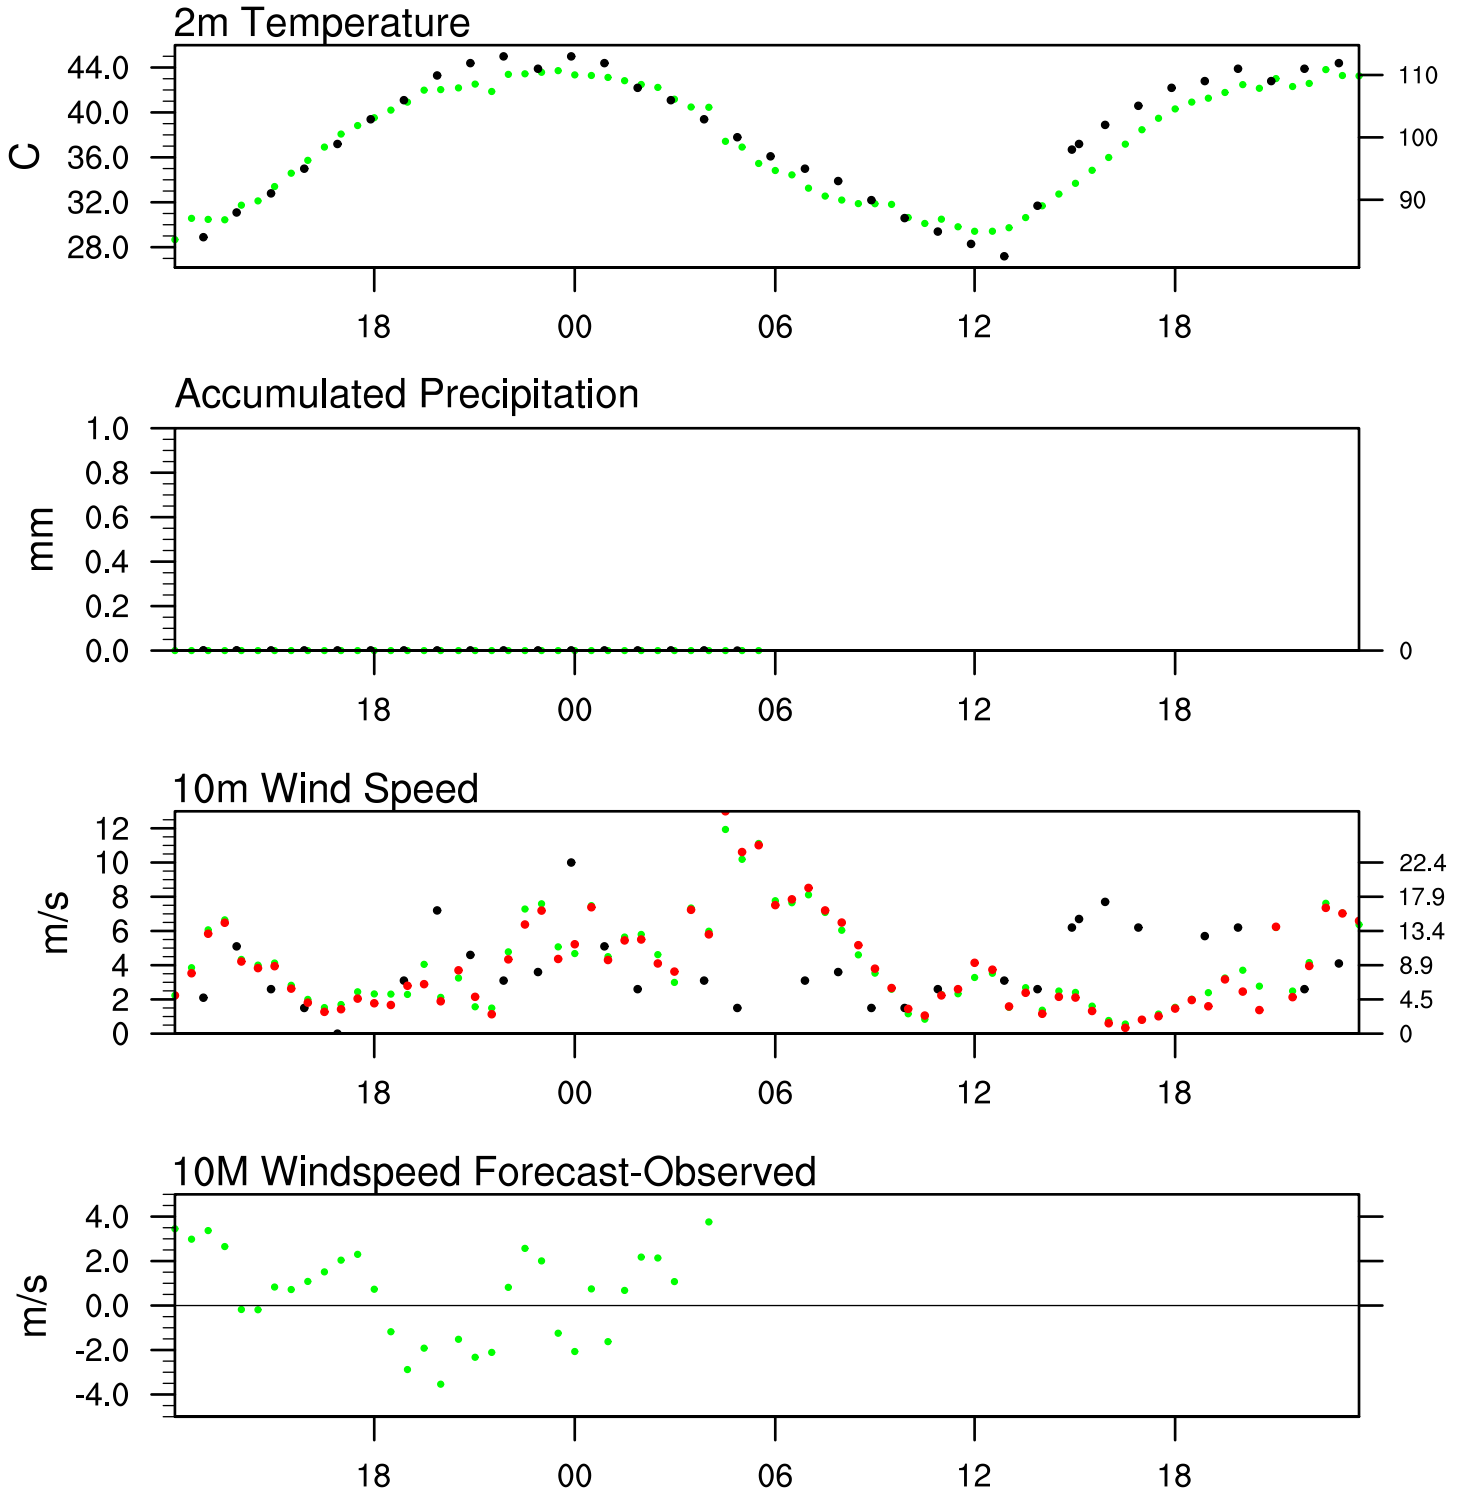 2m Temperature
44.0
40.0
36.0
32.0
28.0
C
110
100
90
18 00 06 12 18
Accumulated Precipitation
1.0
0.8
0.6
0.4
0.2
0.0
mm
0
18 00 06 12 18
10m Wind Speed
12
10
8
6
4
2
0
m/s
22.4
17.9
13.4
8.9
4.5
0
18 00 06 12 18
10M Windspeed Forecast-Observed
4.0
2.0
0.0
-2.0
-4.0
m/s
18 00 06 12 18